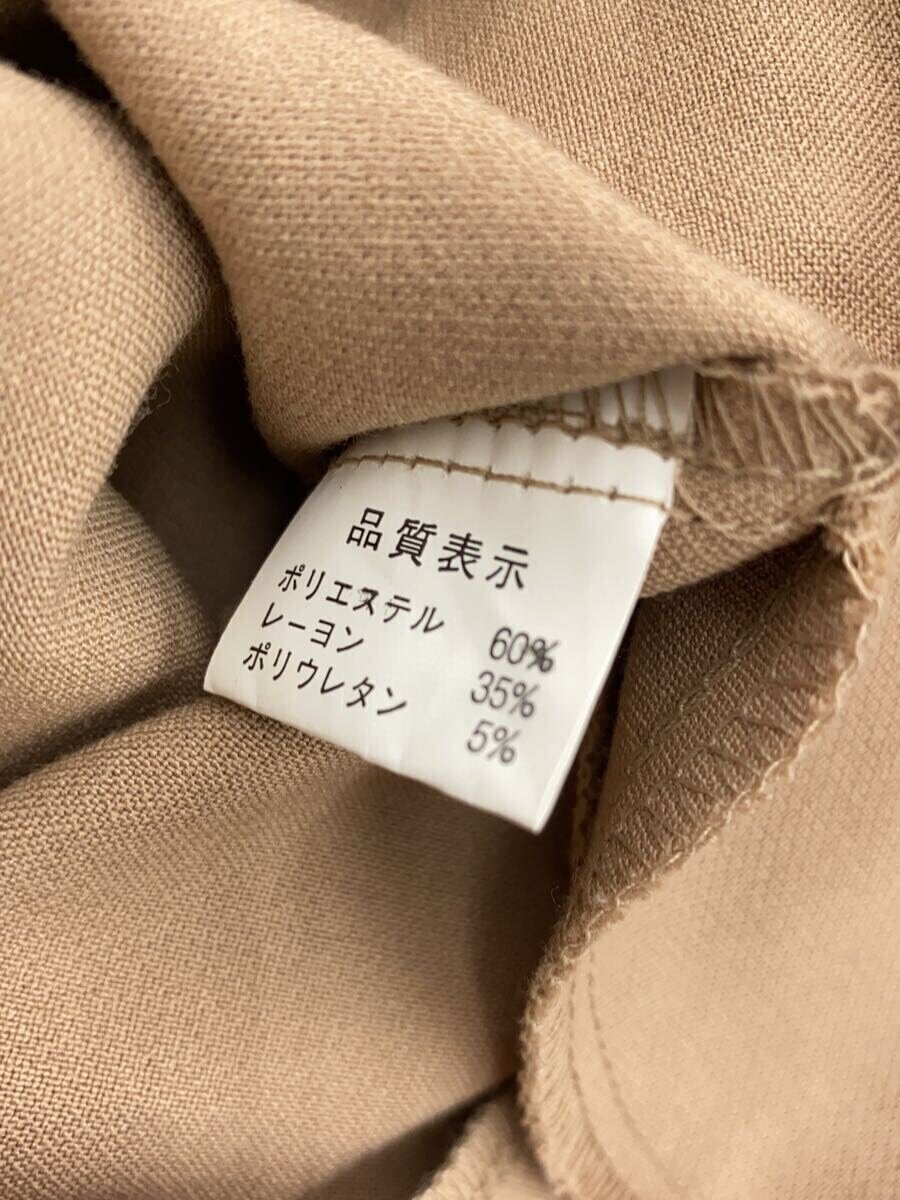 品質表示
ポリエステル 60%
レーヨン 35%
ポリウレタン 5%